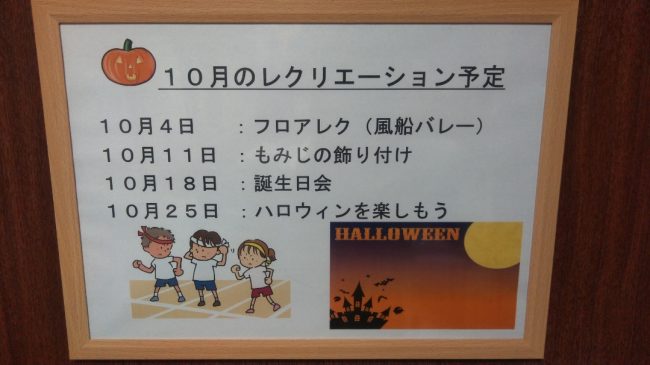 １０月のレクリエーション予定
１０月４日　：フロアレク（風船バレー）
１０月１１日　：もみじの飾り付け
１０月１８日　：誕生日会
１０月２５日　：ハロウィンを楽しもう
HALLOWEEN